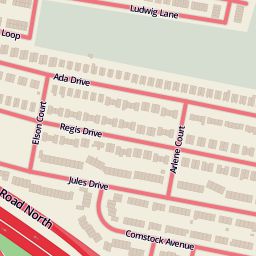 Ludwig Lane
Loop
Ada Drive
Elson Court
Regis Drive
Arlene Court
Jules Drive
Road North
Comstock Avenue